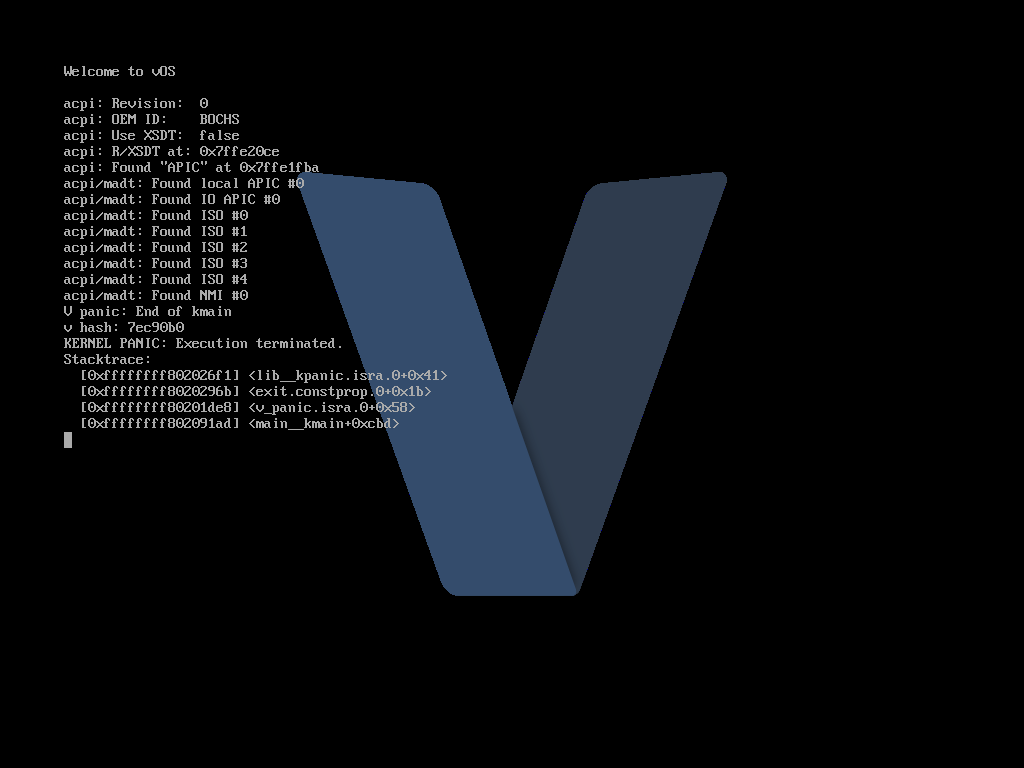 Welcome to vOS
acpi: Revision:  0
acpi: OEM ID:    BOCHS
acpi: Use XSDT:  false
acpi: R/XSDT at: 0x7ffe20ce
acpi: Found "APIC" at 0x7ffe1fba
acpi/madt: Found local APIC #0
acpi/madt: Found IO APIC #0
acpi/madt: Found ISO #0
acpi/madt: Found ISO #1
acpi/madt: Found ISO #2
acpi/madt: Found ISO #3
acpi/madt: Found ISO #4
acpi/madt: Found NMI #0
V panic: End of kmain
v hash: 7ec90b0
KERNEL PANIC: Execution terminated.
Stacktrace:
  [0xffffffff802026f1] <lib__kpanic.isra.0+0x41>
  [0xffffffff8020296b] <exit.constprop.0+0x1b>
  [0xffffffff80201de8] <v_panic.isra.0+0x58>
  [0xffffffff802091ad] <main__kmain+0xcbd>